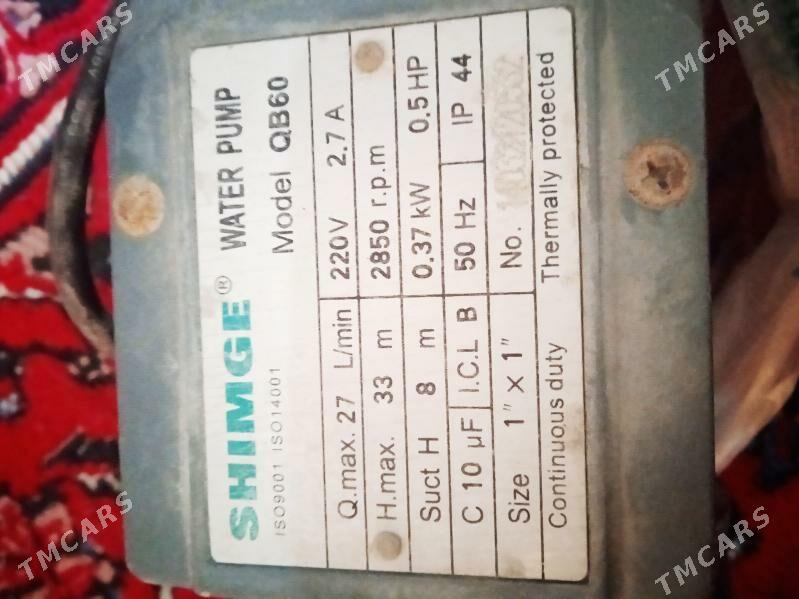 SHIMGE® WATER PUMP
ISO9001 ISO14001 Model QB60
Q.max. 27 L/min 220V 2.7 A
H.max. 33 m 2850 r.p.m
Suct H 8 m 0.37 kW 0.5 HP
C 10 µF I.C.L B 50 Hz IP 44
Size 1" X 1" No.
Continuous duty Thermally protected
TMCARS
TMCARS
TMCARS
TMCARS